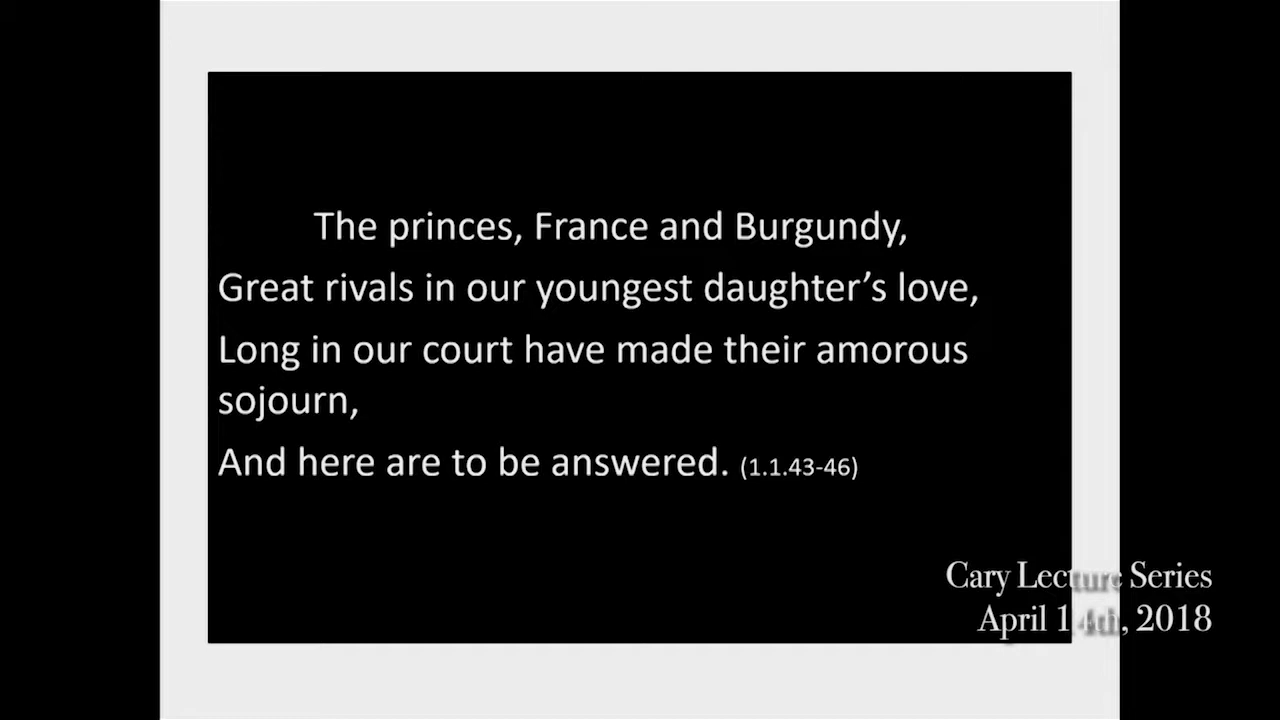 The princes, France and Burgundy,
Great rivals in our youngest daughter’s love,
Long in our court have made their amorous
sojourn,
And here are to be answered. (1.1.43-46)
Cary Lecture Series
April 14th, 2018